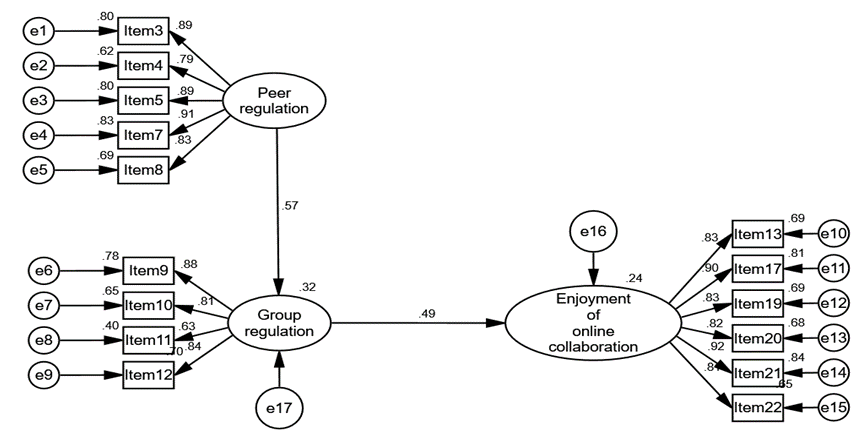 .80
.89
e1
Item3
.62
.79
e2
Item4
.80
.89
e3
Item5
Peer
regulation
.83
.91
e4
Item7
.69
.83
e5
Item8
.57
e16
.83
Item13
.69
e10
.90
Item17
.81
e11
.78
.88
e6
Item9
.32
.24
.83
Item19
.69
e12
.65
.81
e7
Item10
Group
regulation
.49
Enjoyment
of
online
collaboration
.82
Item20
.68
e13
.40
.63
e8
Item11
.92
Item21
.84
e14
.70
.84
e9
Item12
Item22
.65
e15
e17